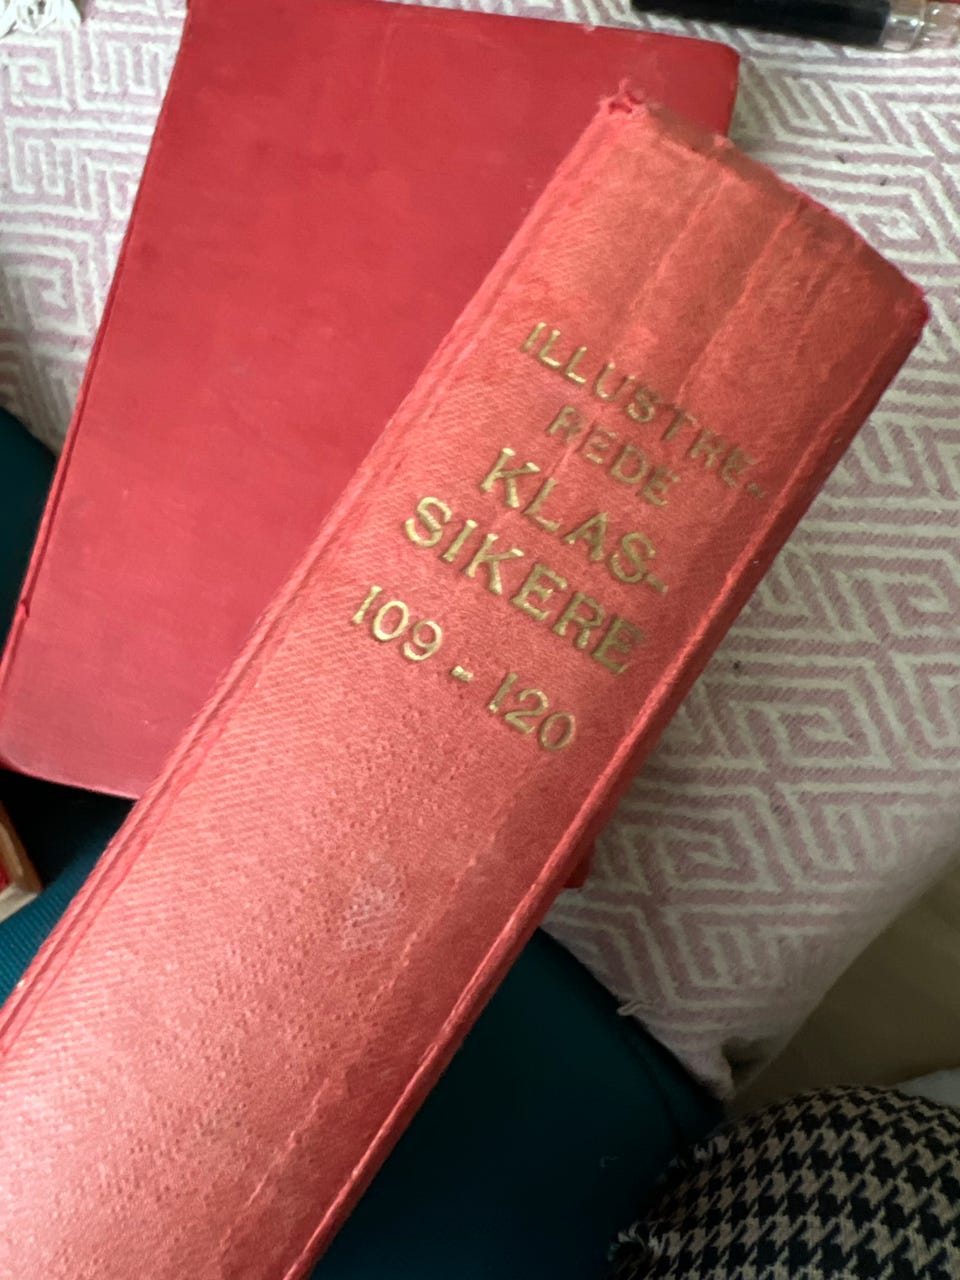 ILLUSTRE-
REDE
KLAS-
SIKERE
109-120